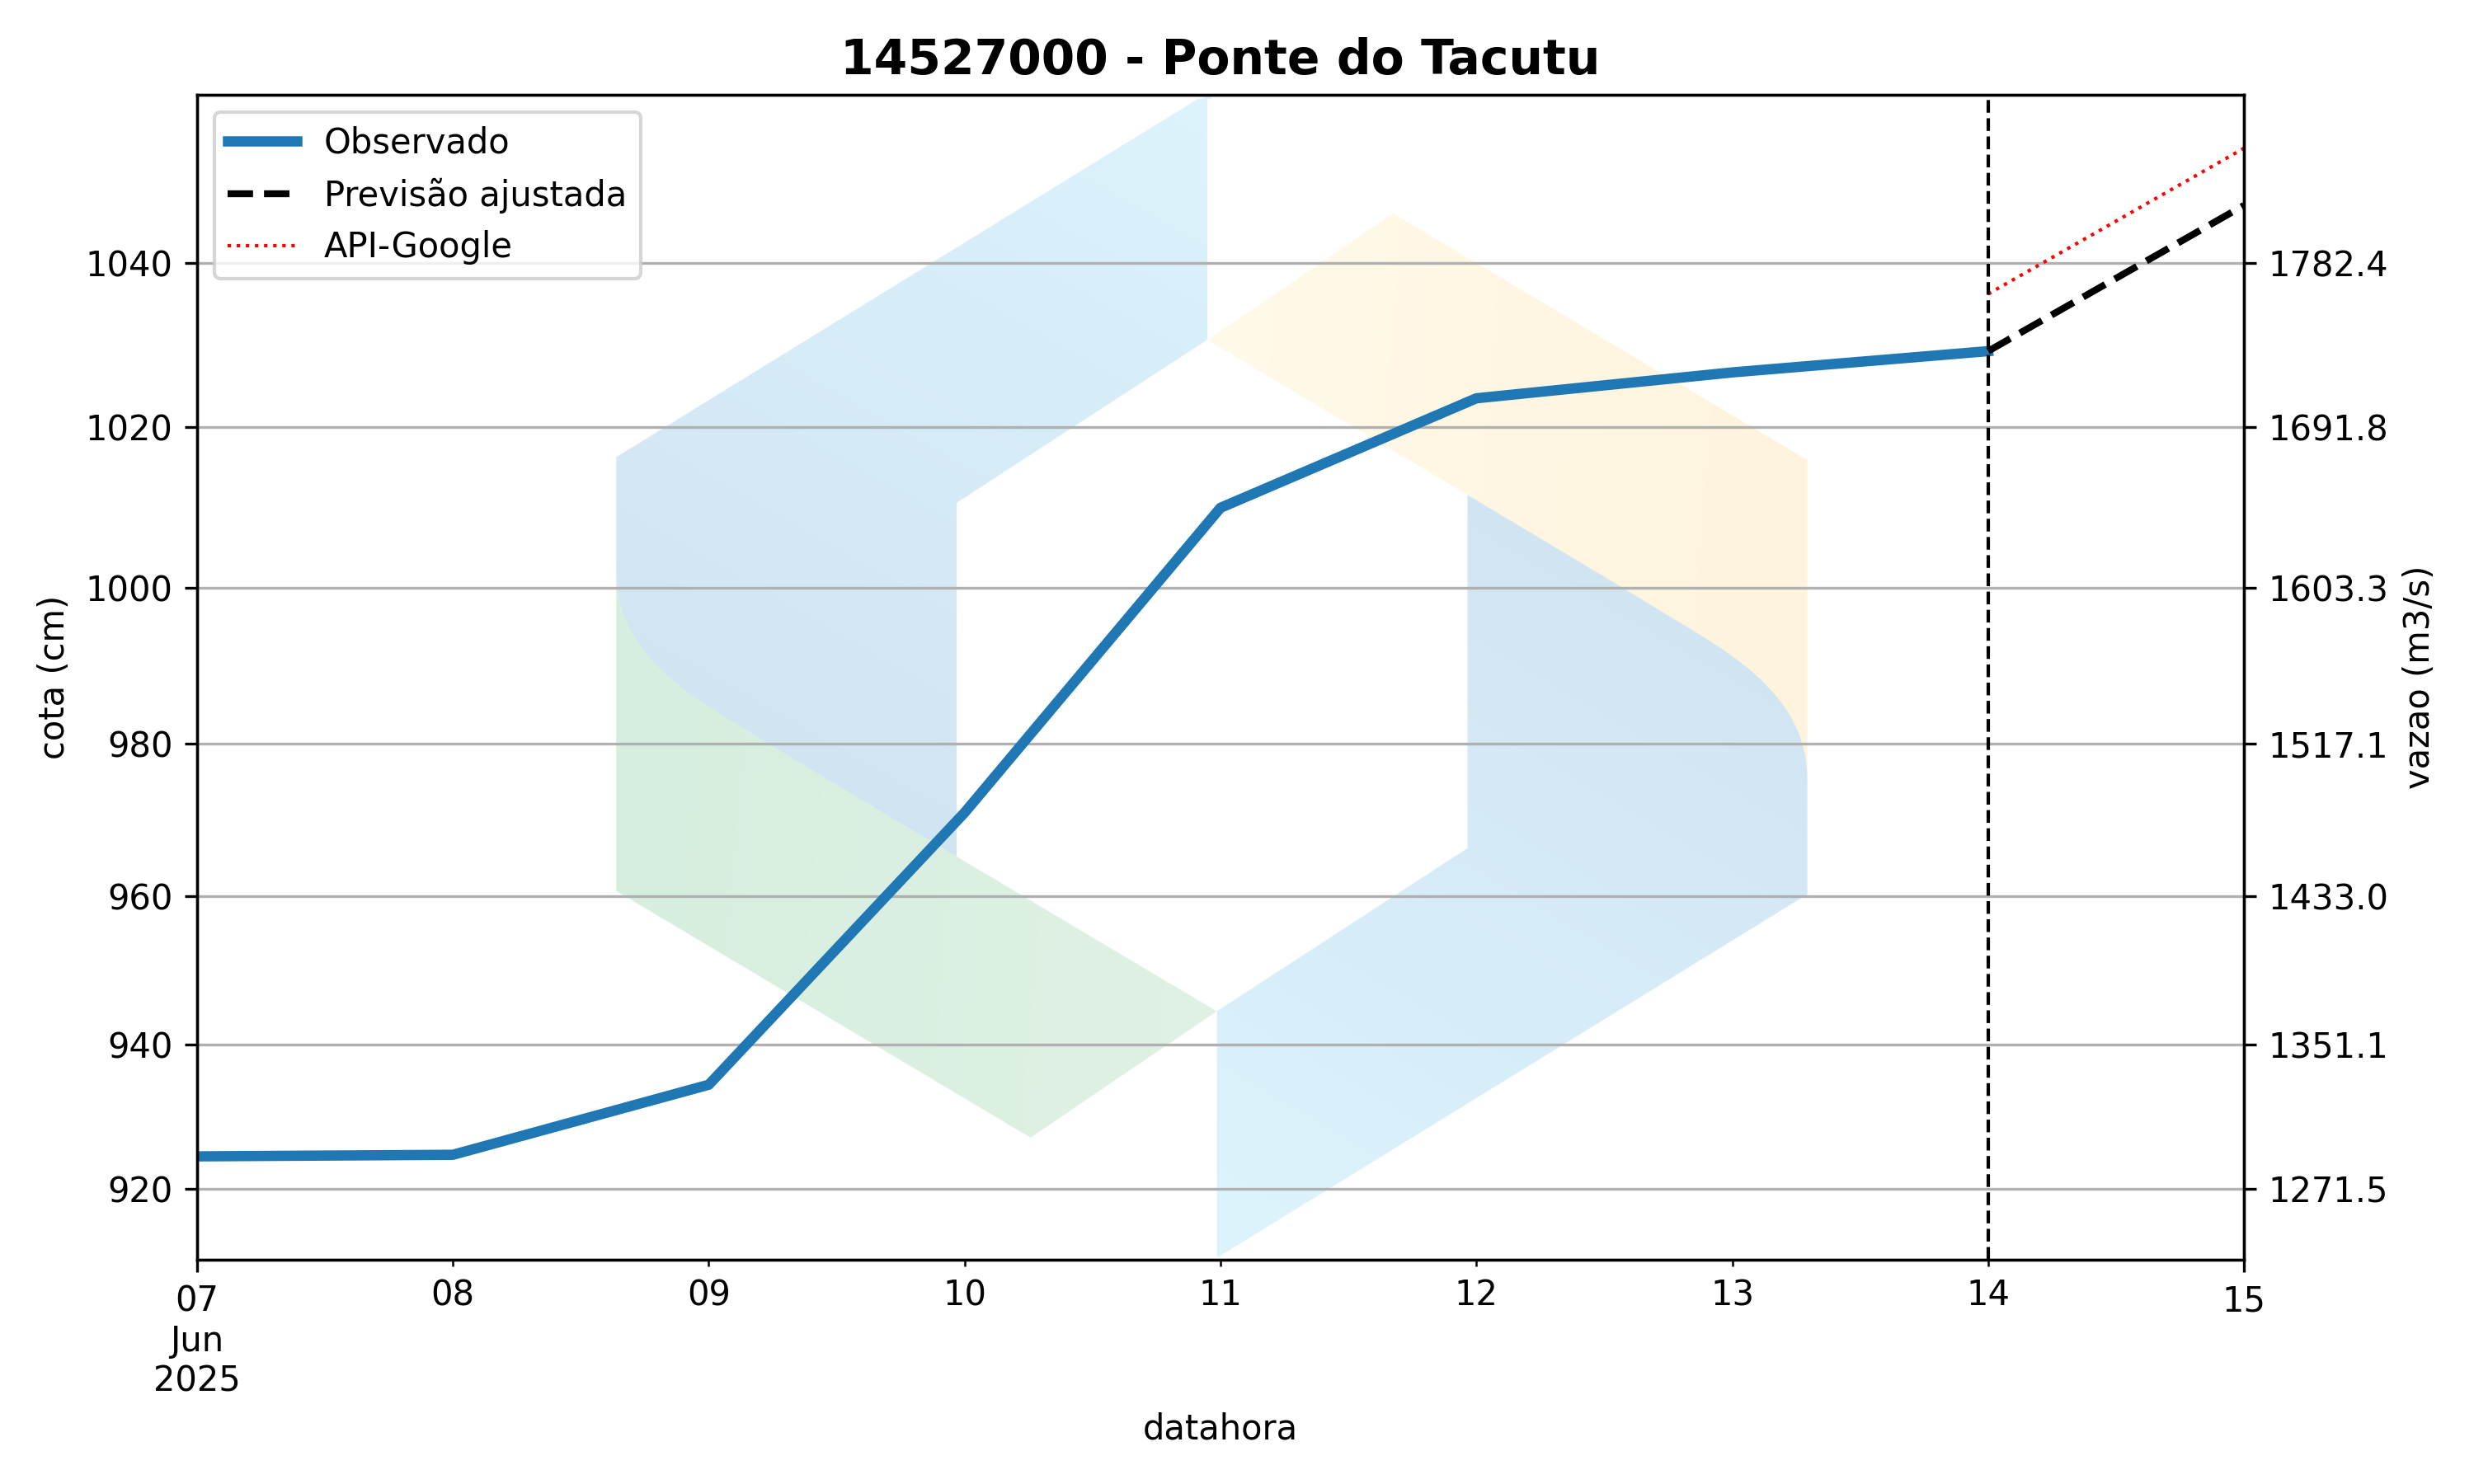 14527000 - Ponte do Tacutu
Observado
Previsão ajustada
API-Google
1040
1020
1000
980
960
940
920
cota (cm)
1782.4
1691.8
1603.3
1517.1
1433.0
1351.1
1271.5
vazao (m3/s)
07 08 09 10 11 12 13 14 15
Jun
2025
datahora